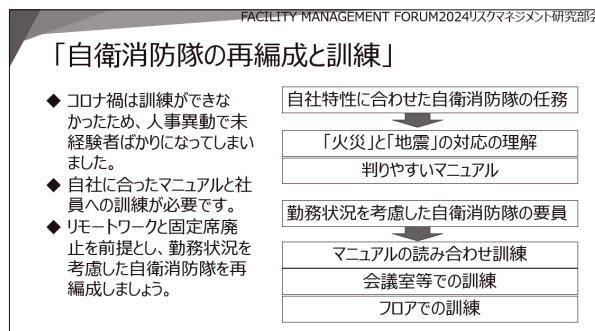 FACILITY MANAGEMENT FORUM2024リスクマネジメント研究部会
「自衛消防隊の再編成と訓練」
◆ コロナ禍は訓練ができな
かったため、人事異動で未
経験者ばかりになってしまい
ました。
◆ 自社に合ったマニュアルと社
員への訓練が必要です。
◆ リモートワークと固定席廃
止を前提とし、勤務状況を
考慮した自衛消防隊を再
編成しましょう。
自社特性に合わせた自衛消防隊の任務
「火災」と「地震」の対応の理解
判りやすいマニュアル
勤務状況を考慮した自衛消防隊の要員
マニュアルの読み合わせ訓練
会議室等での訓練
フロアでの訓練